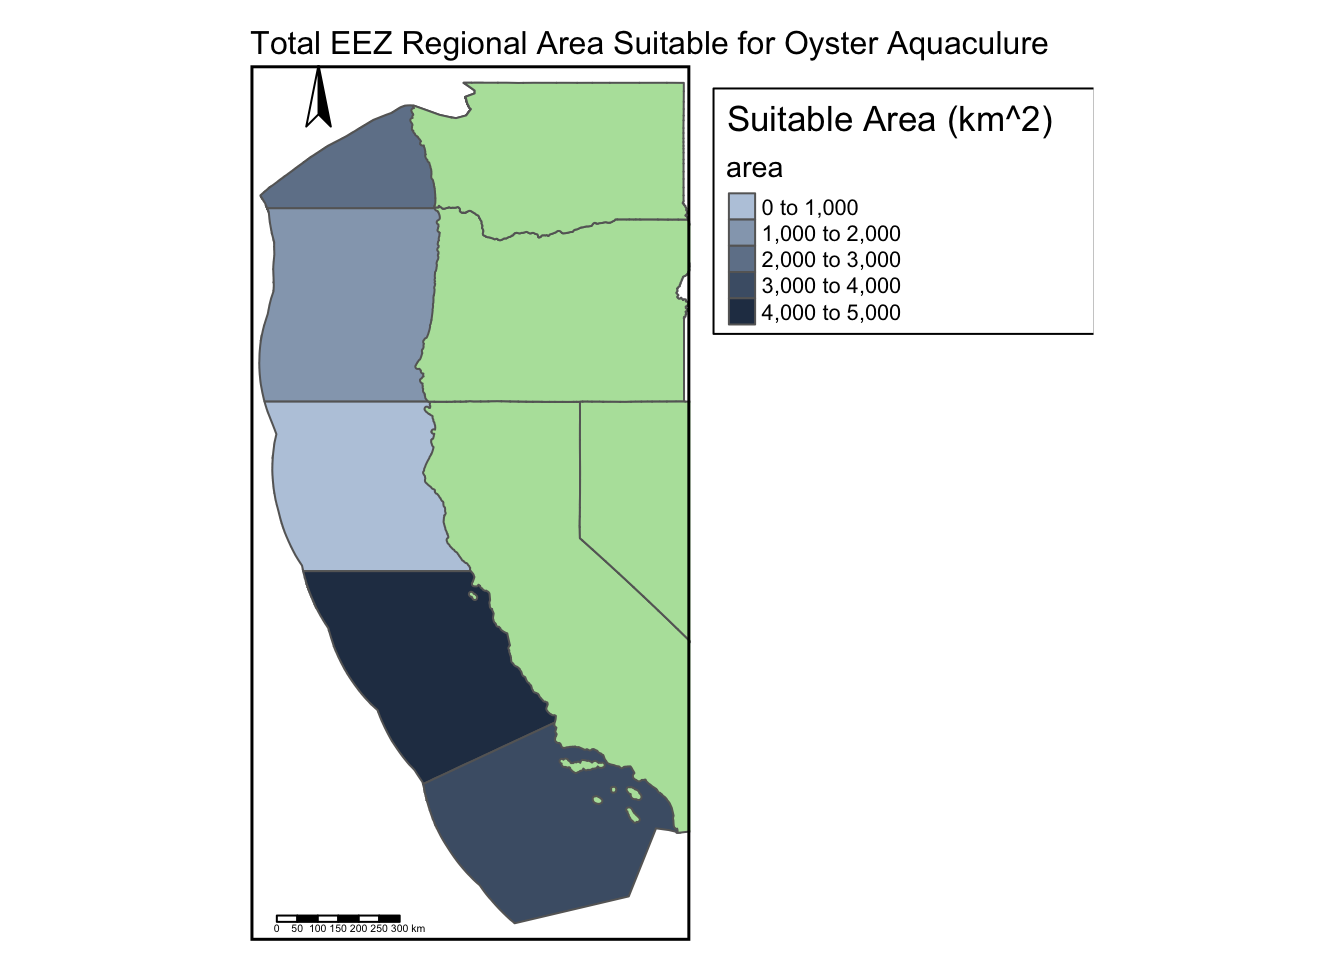 Total EEZ Regional Area Suitable for Oyster Aquaculure
Suitable Area (km^2)
area
0 to 1,000
1,000 to 2,000
2,000 to 3,000
3,000 to 4,000
4,000 to 5,000
0 50 100 150 200 250 300 km